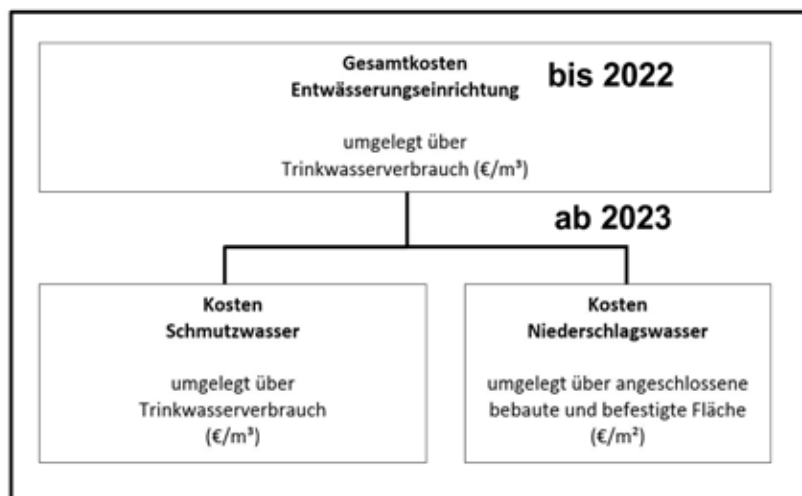 Gesamtkosten
Entwässerungseinrichtung
bis 2022
umgelegt über
Trinkwasserverbrauch (€/m³)
ab 2023
Kosten
Schmutzwasser
umgelegt über
Trinkwasserverbrauch
(€/m³)
Kosten
Niederschlagswasser
umgelegt über angeschlossene
bebaute und befestigte Fläche
(€/m²)